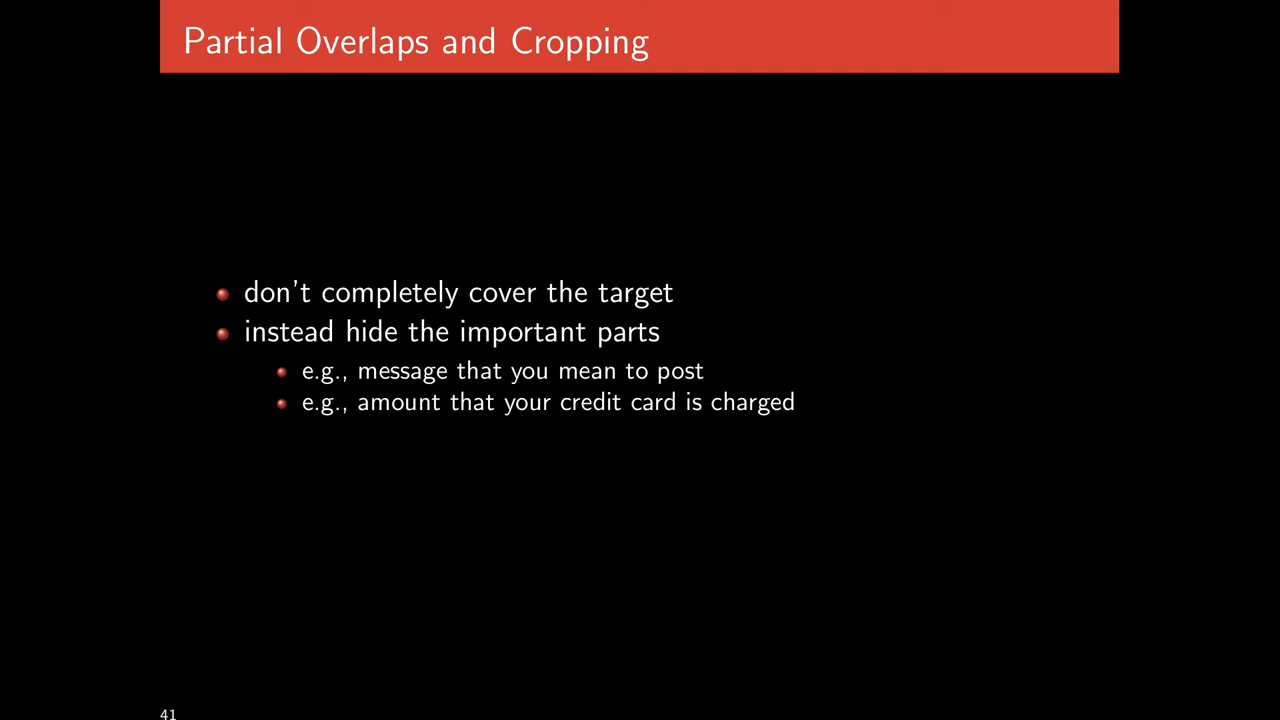 Partial Overlaps and Cropping
don't completely cover the target
instead hide the important parts
e.g., message that you mean to post
e.g., amount that your credit card is charged
41